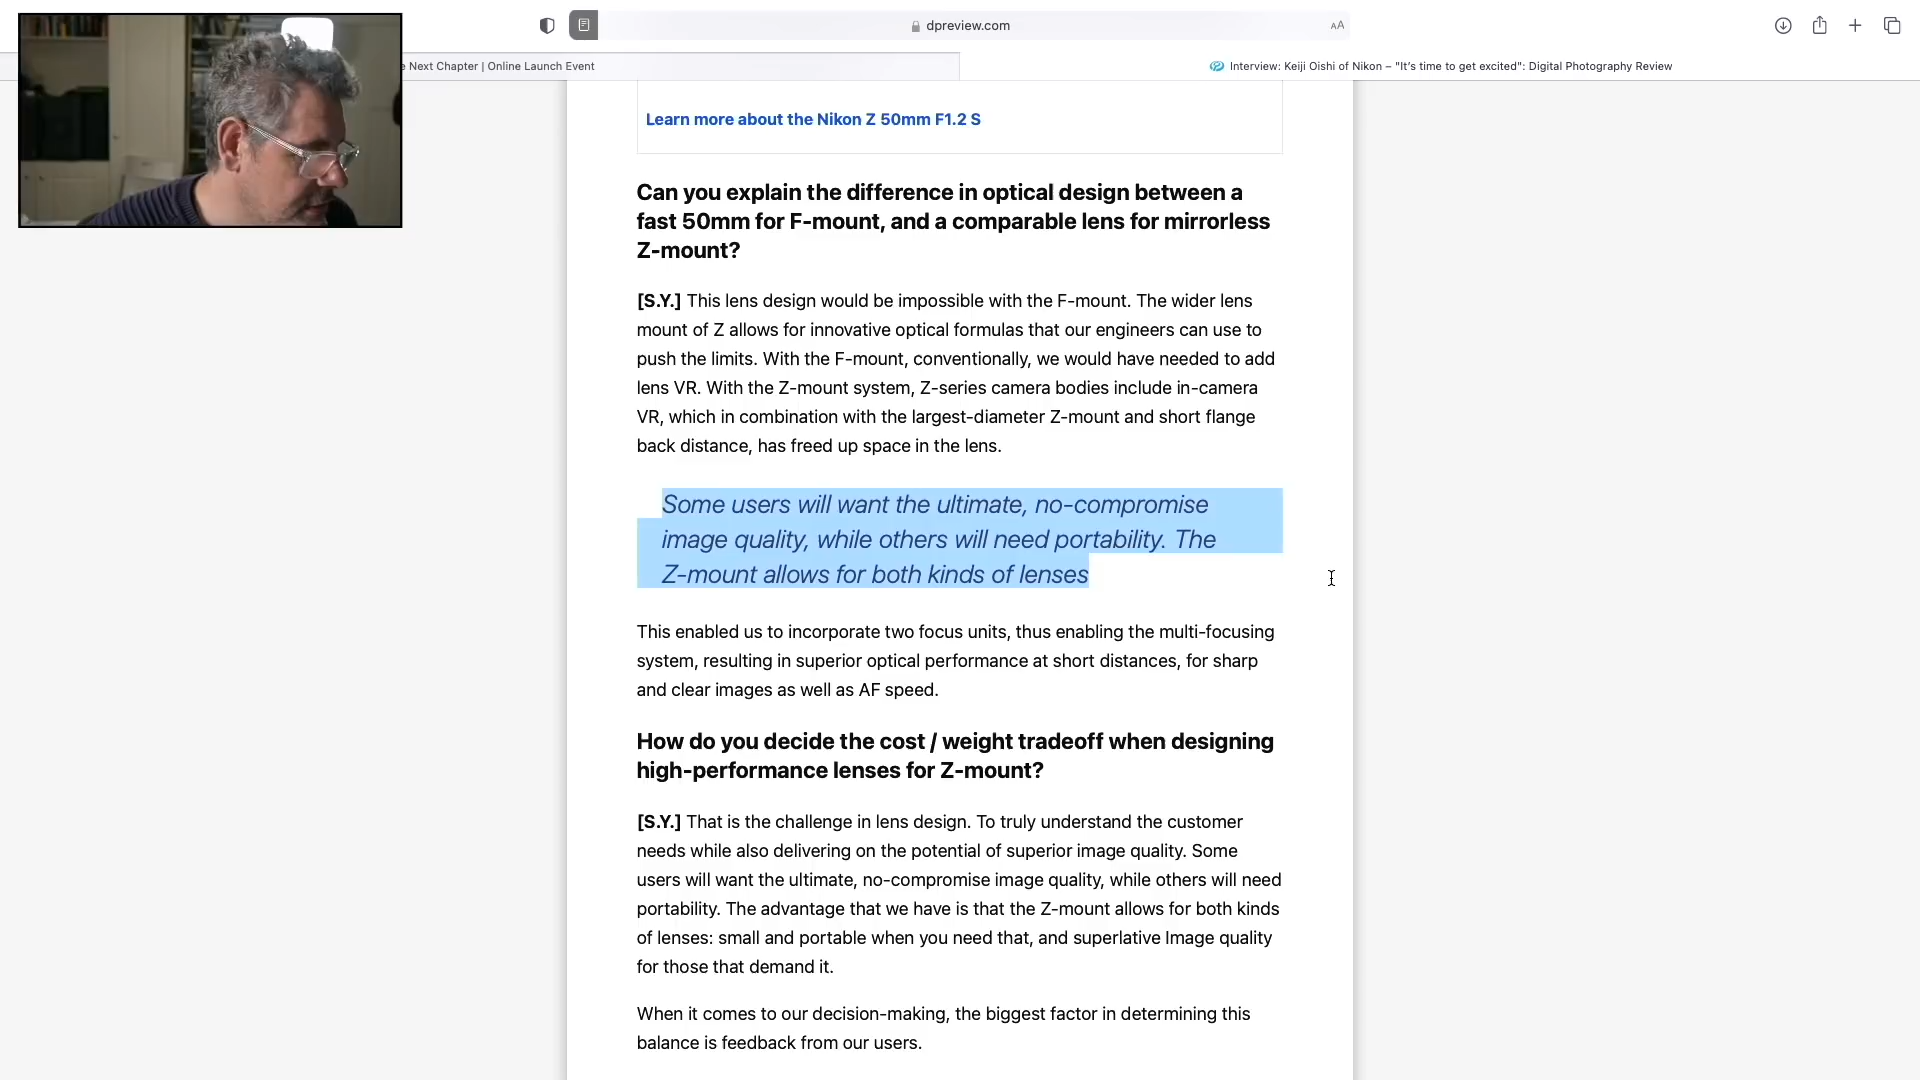 dpreview.com
AA
e Next Chapter | Online Launch Event
Interview: Keiji Oishi of Nikon – "It's time to get excited": Digital Photography Review
Learn more about the Nikon Z 50mm F1.2 S
Can you explain the difference in optical design between a
fast 50mm for F-mount, and a comparable lens for mirrorless
Z-mount?
[S.Y.] This lens design would be impossible with the F-mount. The wider lens
mount of Z allows for innovative optical formulas that our engineers can use to
push the limits. With the F-mount, conventionally, we would have needed to add
lens VR. With the Z-mount system, Z-series camera bodies include in-camera
VR, which in combination with the largest-diameter Z-mount and short flange
back distance, has freed up space in the lens.
Some users will want the ultimate, no-compromise
image quality, while others will need portability. The
Z-mount allows for both kinds of lenses
This enabled us to incorporate two focus units, thus enabling the multi-focusing
system, resulting in superior optical performance at short distances, for sharp
and clear images as well as AF speed.
How do you decide the cost / weight tradeoff when designing
high-performance lenses for Z-mount?
[S.Y.] That is the challenge in lens design. To truly understand the customer
needs while also delivering on the potential of superior image quality. Some
users will want the ultimate, no-compromise image quality, while others will need
portability. The advantage that we have is that the Z-mount allows for both kinds
of lenses: small and portable when you need that, and superlative Image quality
for those that demand it.
When it comes to our decision-making, the biggest factor in determining this
balance is feedback from our users.